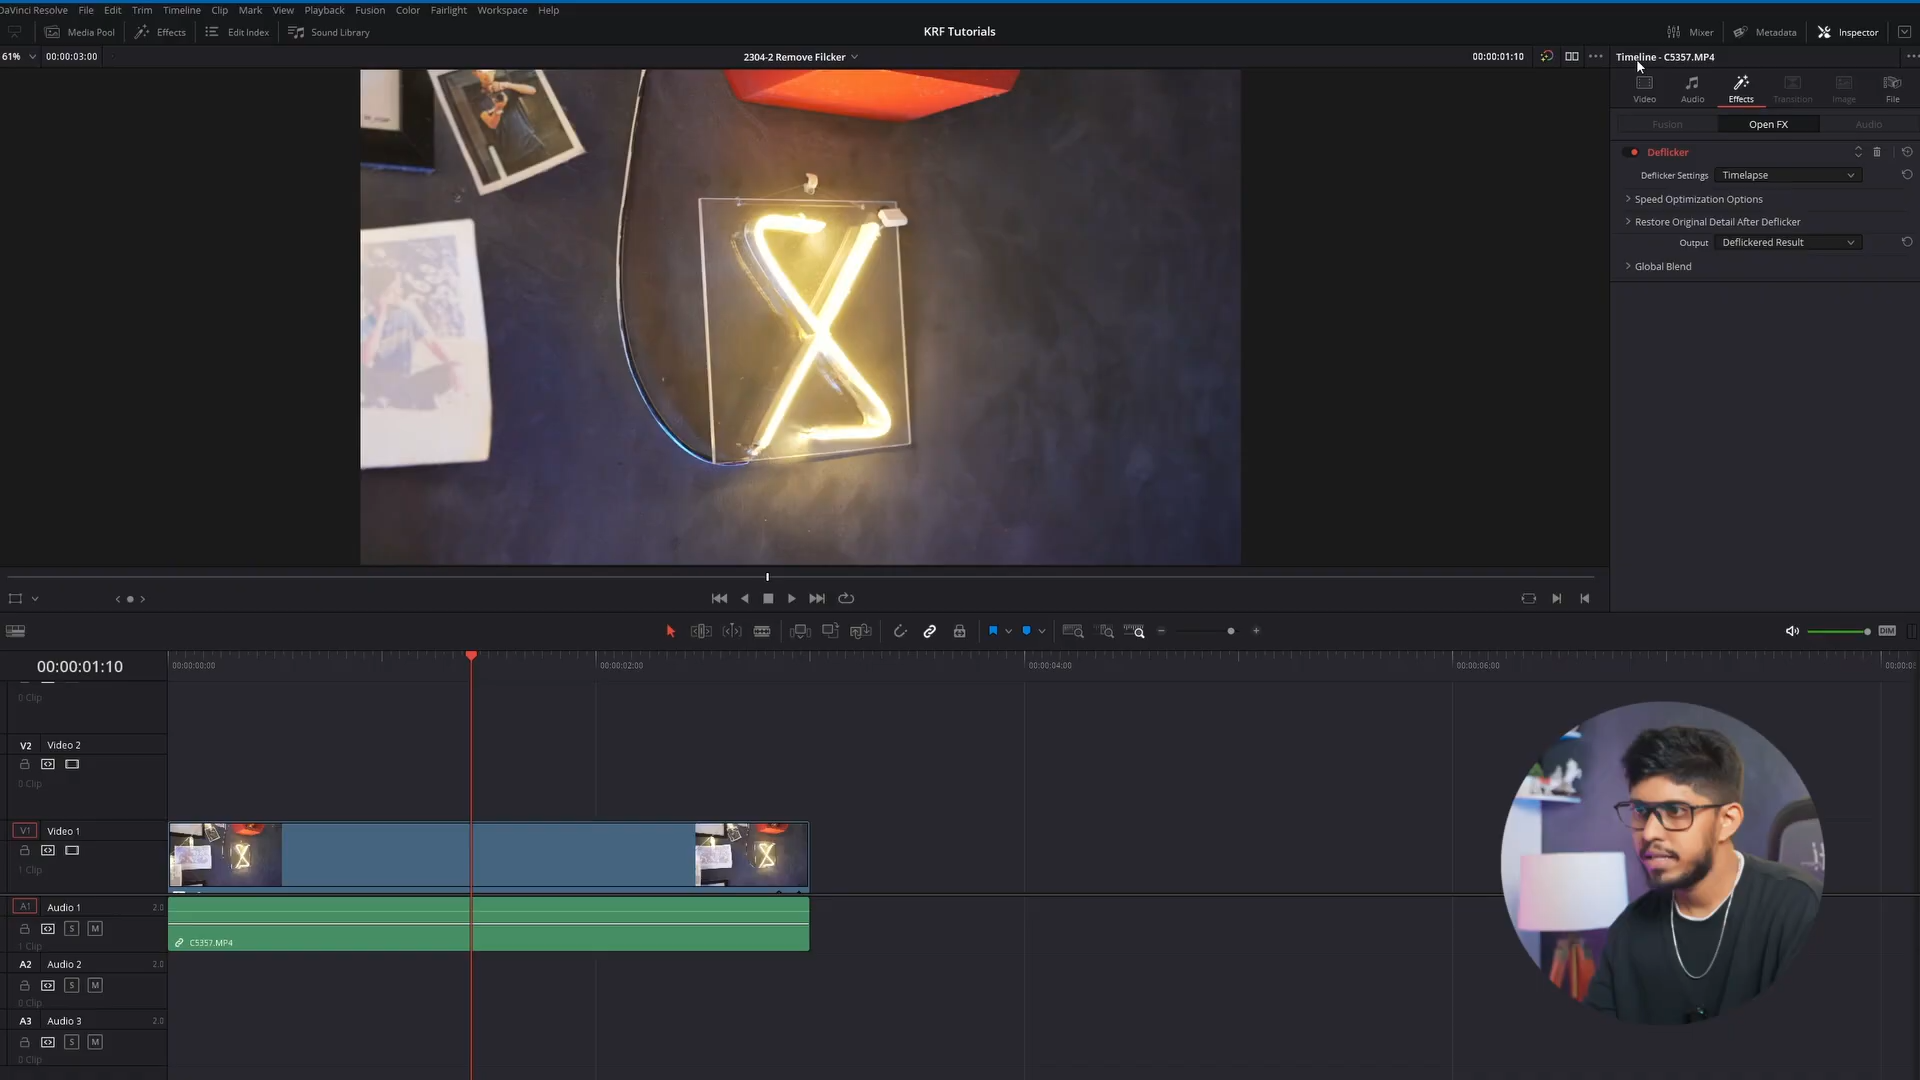 DaVinci Resolve File Edit Trim Timeline Clip Mark View Playback Fusion Color Fairlight Workspace Help
Media Pool Effects Edit Index Sound Library KRF Tutorials Mixer Metadata Inspector
61% 00:00:03:00 2304-2 Remove Filcker 00:00:01:10 Timeline - C5357.MP4
Video Audio Effects Transition Image File
Fusion Open FX Audio
Deflicker
Deflicker Settings Timelapse
Speed Optimization Options
Restore Original Detail After Deflicker
Output Deflickered Result
Global Blend
DIM
00:00:01:10 00:00:00:00 00:00:02:00 00:00:04:00 00:00:06:00
0 Clip
V2 Video 2
0 Clip
V1 Video 1
1 Clip
A1 Audio 1 2.0
S M
1 Clip C5357.MP4
A2 Audio 2 2.0
S M
0 Clip
A3 Audio 3 2.0
S M
0 Clip